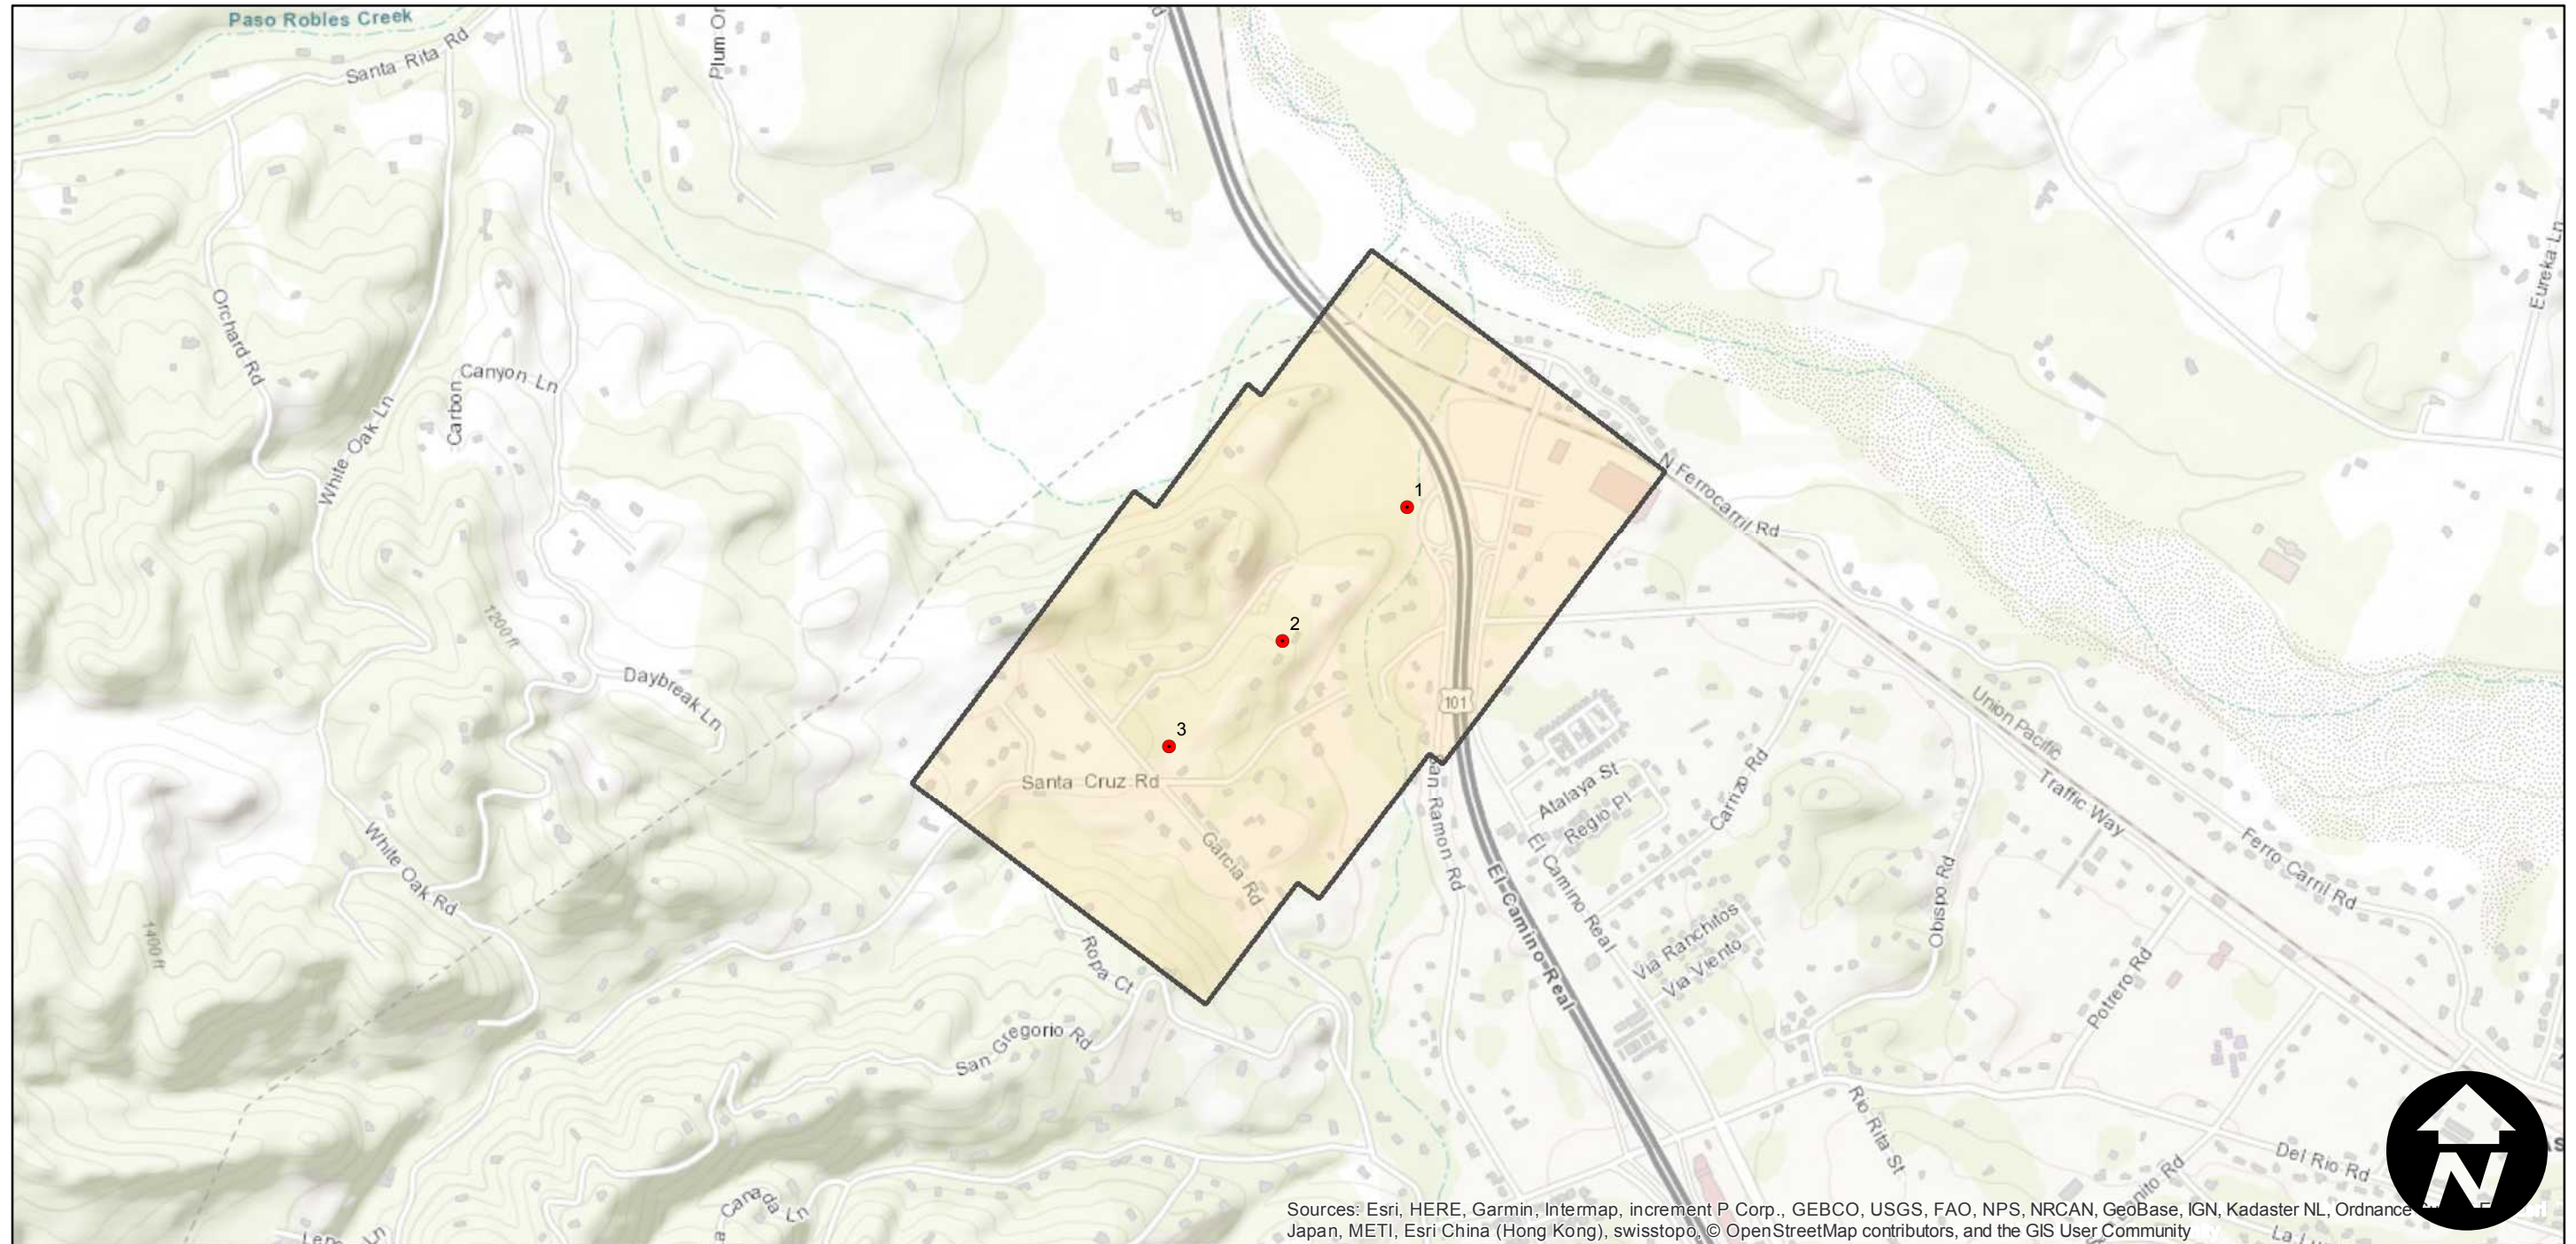 Paso Robles Creek
Santa Rita Rd
Orchard Rd
White Oak Ln
Carbon
Canyon Ln
1200 ft
Daybreak Ln
White Oak Rd
1400 ft
Eureka Ln
1
2
3
N Ferrocarril Rd
101
Santa Cruz Rd
Garcia Rd
Ropa Ct
San Gregorio Rd
Ramon Rd
El Camino Real
El Camino Real
Atalaya St
Regio Pl
Carrizo Rd
Via Ranchitos
Via Viento
Union Pacific
Traffic Way
Ferro Carril Rd
Obispo Rd
Potrero Rd
Rio Rita St
Del Rio Rd
Canada Ln
Ln
N
Sources: Esri, HERE, Garmin, Intermap, increment P Corp., GEBCO, USGS, FAO, NPS, NRCAN, GeoBase, IGN, Kadaster NL, Ordnance
Japan, METI, Esri China (Hong Kong), swisstopo, © OpenStreetMap contributors, and the GIS User Community